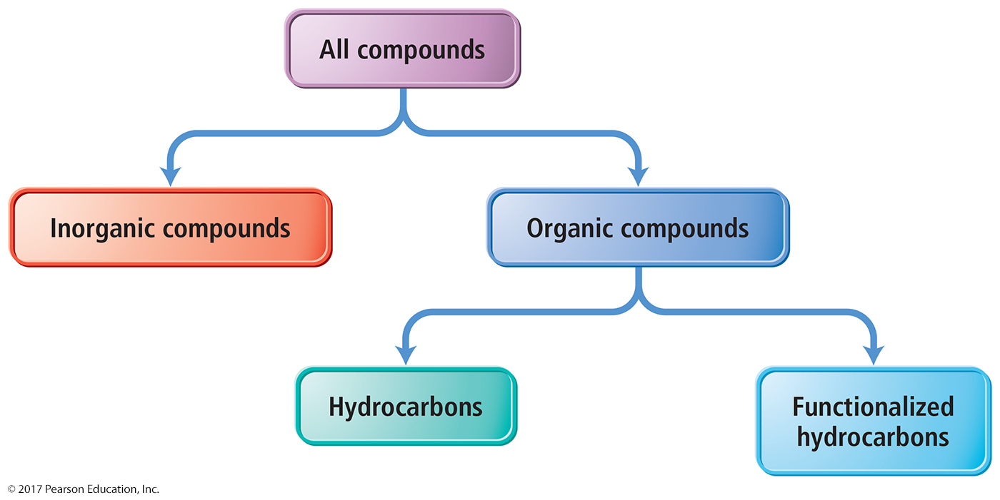 All compounds
Inorganic compounds
Organic compounds
Hydrocarbons
Functionalized
hydrocarbons
© 2017 Pearson Education, Inc.